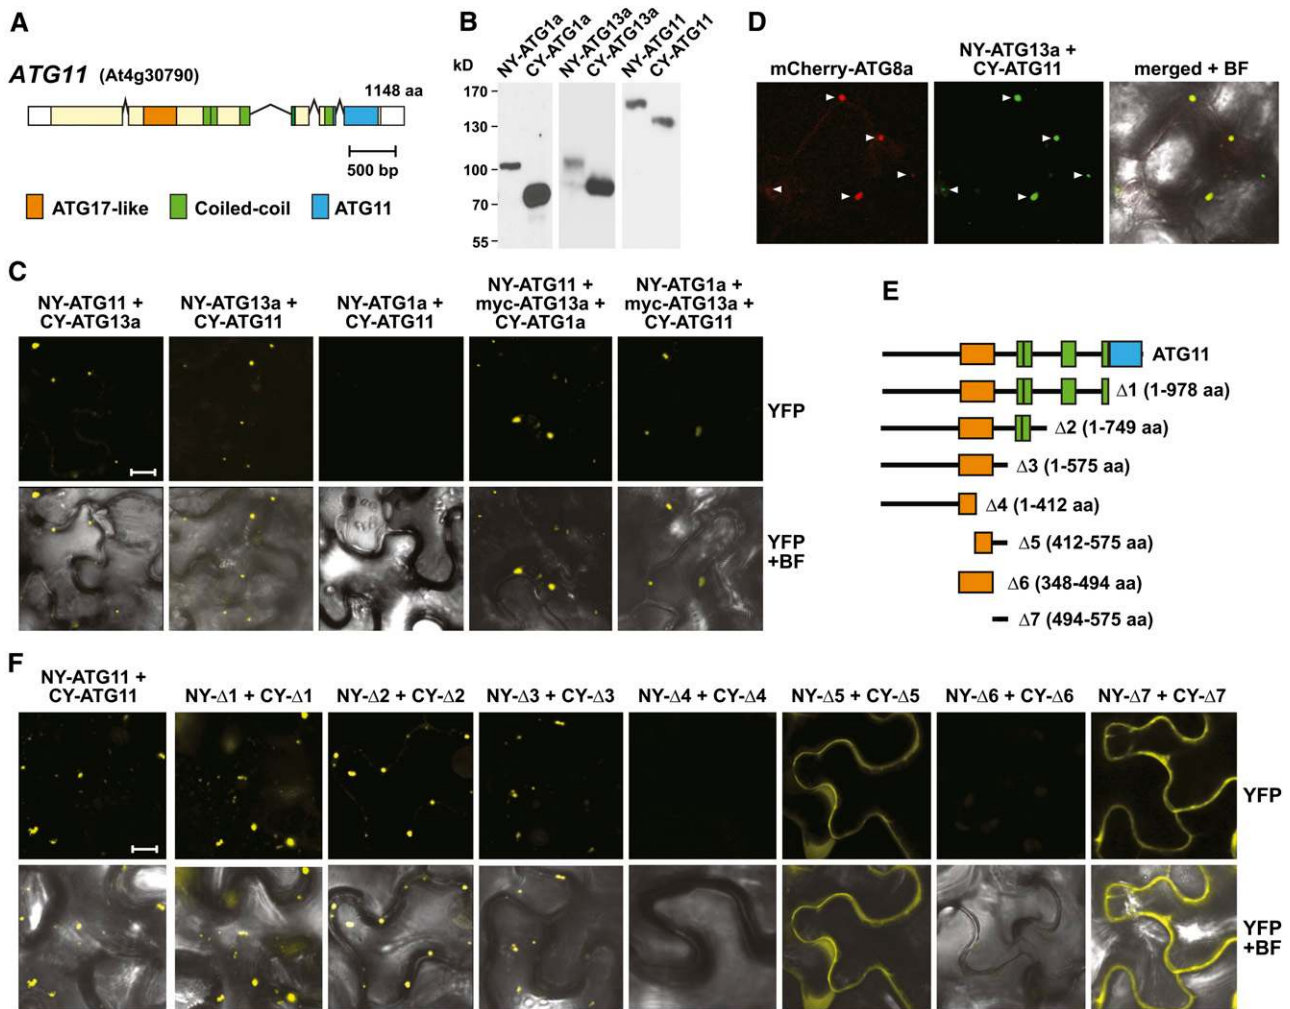 A
ATG11 (At4g30790)
1148 aa
500 bp
ATG17-like
Coiled-coil
ATG11
B
kD
NY-ATG1a
CY-ATG1a
NY-ATG13a
CY-ATG13a
NY-ATG11
CY-ATG11
170
130
100
70
55
D
mCherry-ATG8a
NY-ATG13a +
CY-ATG11
merged + BF
C
NY-ATG11 +
CY-ATG13a
NY-ATG13a +
CY-ATG11
NY-ATG1a +
CY-ATG11
NY-ATG11 +
myc-ATG13a +
CY-ATG1a
NY-ATG1a +
myc-ATG13a +
CY-ATG11
YFP
YFP
+BF
E
ATG11
Δ1 (1-978 aa)
Δ2 (1-749 aa)
Δ3 (1-575 aa)
Δ4 (1-412 aa)
Δ5 (412-575 aa)
Δ6 (348-494 aa)
Δ7 (494-575 aa)
F
NY-ATG11 +
CY-ATG11
NY-Δ1 + CY-Δ1
NY-Δ2 + CY-Δ2
NY-Δ3 + CY-Δ3
NY-Δ4 + CY-Δ4
NY-Δ5 + CY-Δ5
NY-Δ6 + CY-Δ6
NY-Δ7 + CY-Δ7
YFP
YFP
+BF